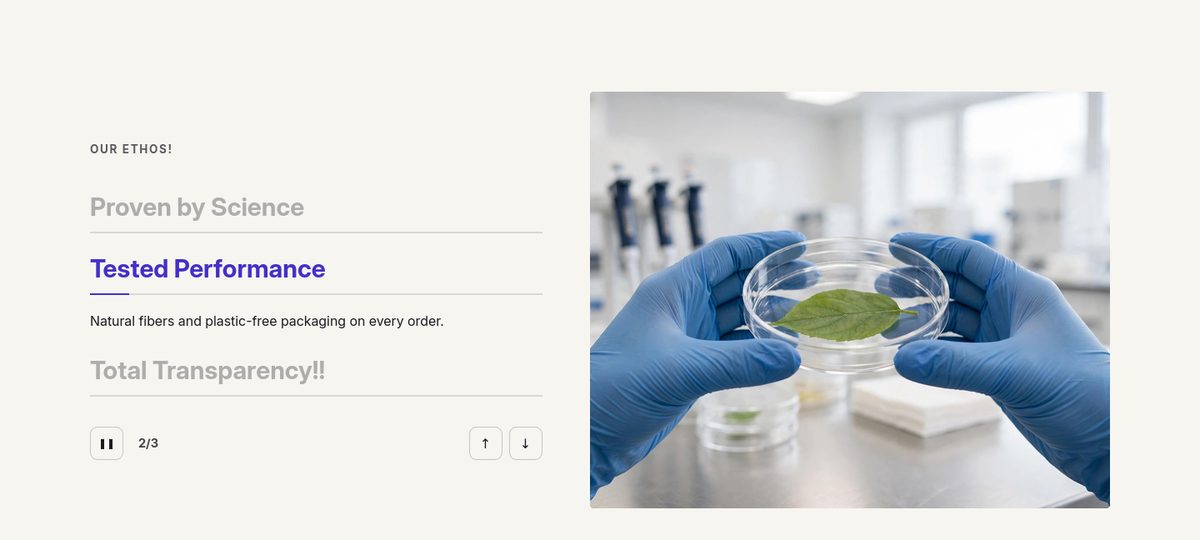 OUR ETHOS!
Proven by Science
Tested Performance
Natural fibers and plastic-free packaging on every order.
Total Transparency!!
2/3
↑ ↓